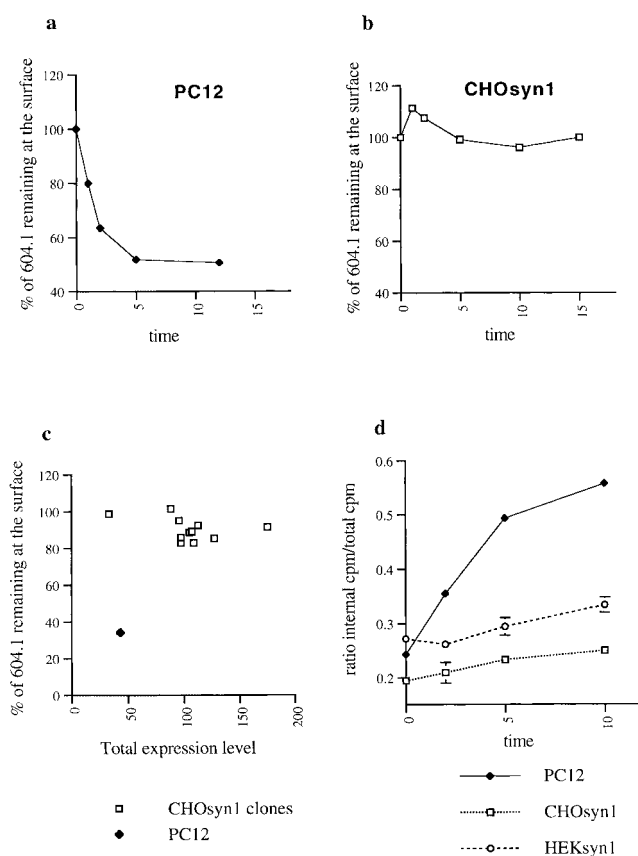 a
PC12
% of 604.1 remaining at the surface
120
100
80
60
40
0
5
10
15
time
b
CHOsyn1
% of 604.1 remaining at the surface
120
100
80
60
40
0
5
10
15
time
c
% of 604.1 remaining at the surface
120
100
80
60
40
20
0
0
50
100
150
200
Total expression level
CHOsyn1 clones
PC12
d
ratio internal cpm/total cpm
0.6
0.5
0.4
0.3
0.2
0
5
10
time
PC12
CHOsyn1
HEKsyn1